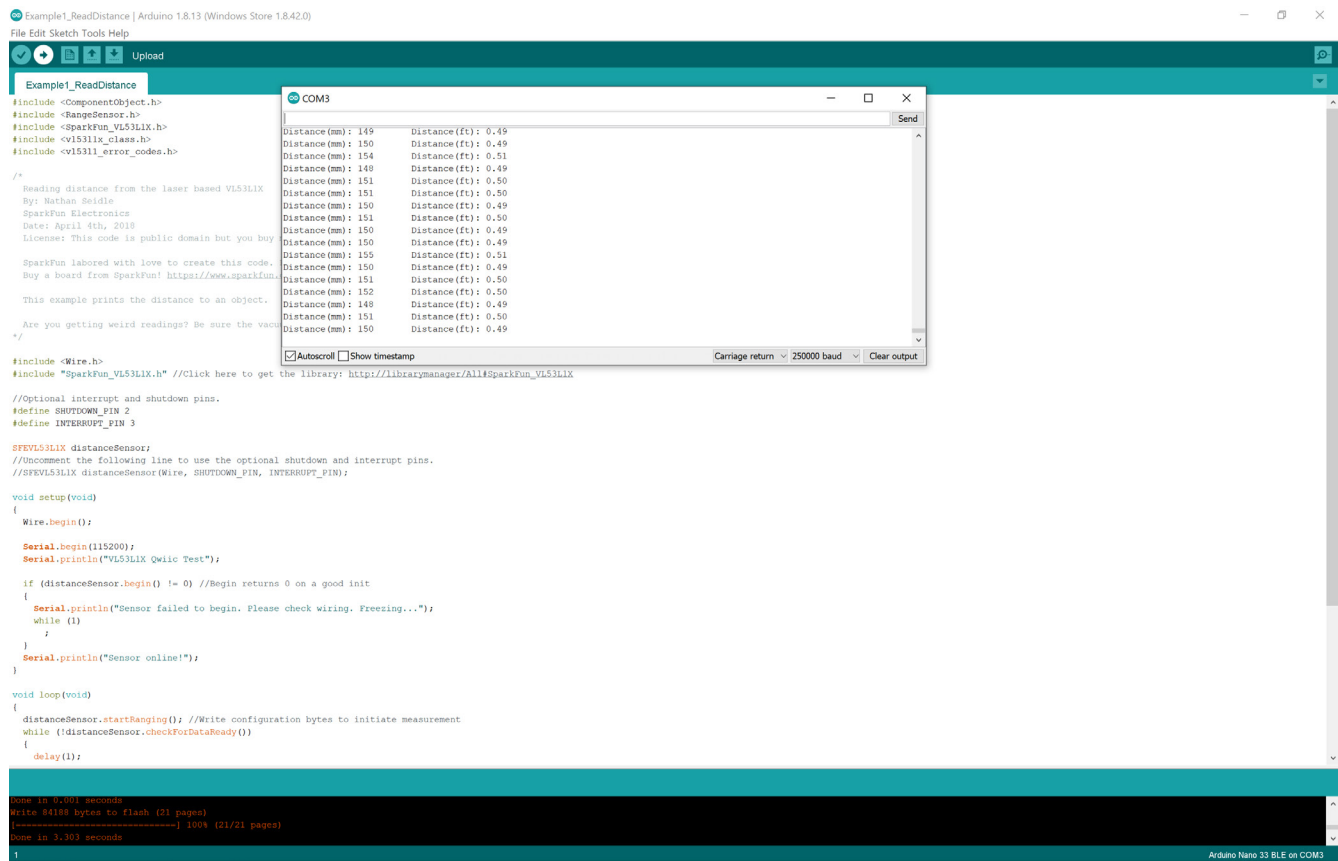 Example1_ReadDistance | Arduino 1.8.13 (Windows Store 1.8.42.0)
File Edit Sketch Tools Help
Upload
Example1_ReadDistance
#include <ComponentObject.h>
#include <RangeSensor.h>
#include <SparkFun_VL53L1X.h>
#include <vl53l1x_class.h>
#include <vl53l1_error_codes.h>
/*
Reading distance from the laser based VL53L1X
By: Nathan Seidle
SparkFun Electronics
Date: April 4th, 2018
License: This code is public domain but you buy
SparkFun labored with love to create this code.
Buy a board from SparkFun! https://www.sparkfun.
This example prints the distance to an object.
Are you getting weird readings? Be sure the vacu
*/
COM3
Send
Distance(mm): 149 Distance(ft): 0.49
Distance(mm): 150 Distance(ft): 0.49
Distance(mm): 154 Distance(ft): 0.51
Distance(mm): 148 Distance(ft): 0.49
Distance(mm): 151 Distance(ft): 0.50
Distance(mm): 151 Distance(ft): 0.50
Distance(mm): 150 Distance(ft): 0.49
Distance(mm): 151 Distance(ft): 0.50
Distance(mm): 150 Distance(ft): 0.49
Distance(mm): 150 Distance(ft): 0.49
Distance(mm): 155 Distance(ft): 0.51
Distance(mm): 150 Distance(ft): 0.49
Distance(mm): 151 Distance(ft): 0.50
Distance(mm): 152 Distance(ft): 0.50
Distance(mm): 148 Distance(ft): 0.49
Distance(mm): 151 Distance(ft): 0.50
Distance(mm): 150 Distance(ft): 0.49
Autoscroll Show timestamp Carriage return 250000 baud Clear output
#include <Wire.h>
#include "SparkFun_VL53L1X.h" //Click here to get the library: http://librarymanager/All#SparkFun_VL53L1X
//Optional interrupt and shutdown pins.
#define SHUTDOWN_PIN 2
#define INTERRUPT_PIN 3
SFEVL53L1X distanceSensor;
//Uncomment the following line to use the optional shutdown and interrupt pins.
//SFEVL53L1X distanceSensor(Wire, SHUTDOWN_PIN, INTERRUPT_PIN);
void setup(void)
{
Wire.begin();
Serial.begin(115200);
Serial.println("VL53L1X Qwiic Test");
if (distanceSensor.begin() != 0) //Begin returns 0 on a good init
{
Serial.println("Sensor failed to begin. Please check wiring. Freezing...");
while (1)
;
}
Serial.println("Sensor online!");
}
void loop(void)
{
distanceSensor.startRanging(); //Write configuration bytes to initiate measurement
while (!distanceSensor.checkForDataReady())
{
delay(1);
Done in 0.001 seconds
Write 84188 bytes to flash (21 pages)
[==============================] 100% (21/21 pages)
Done in 3.303 seconds
1
Arduino Nano 33 BLE on COM3